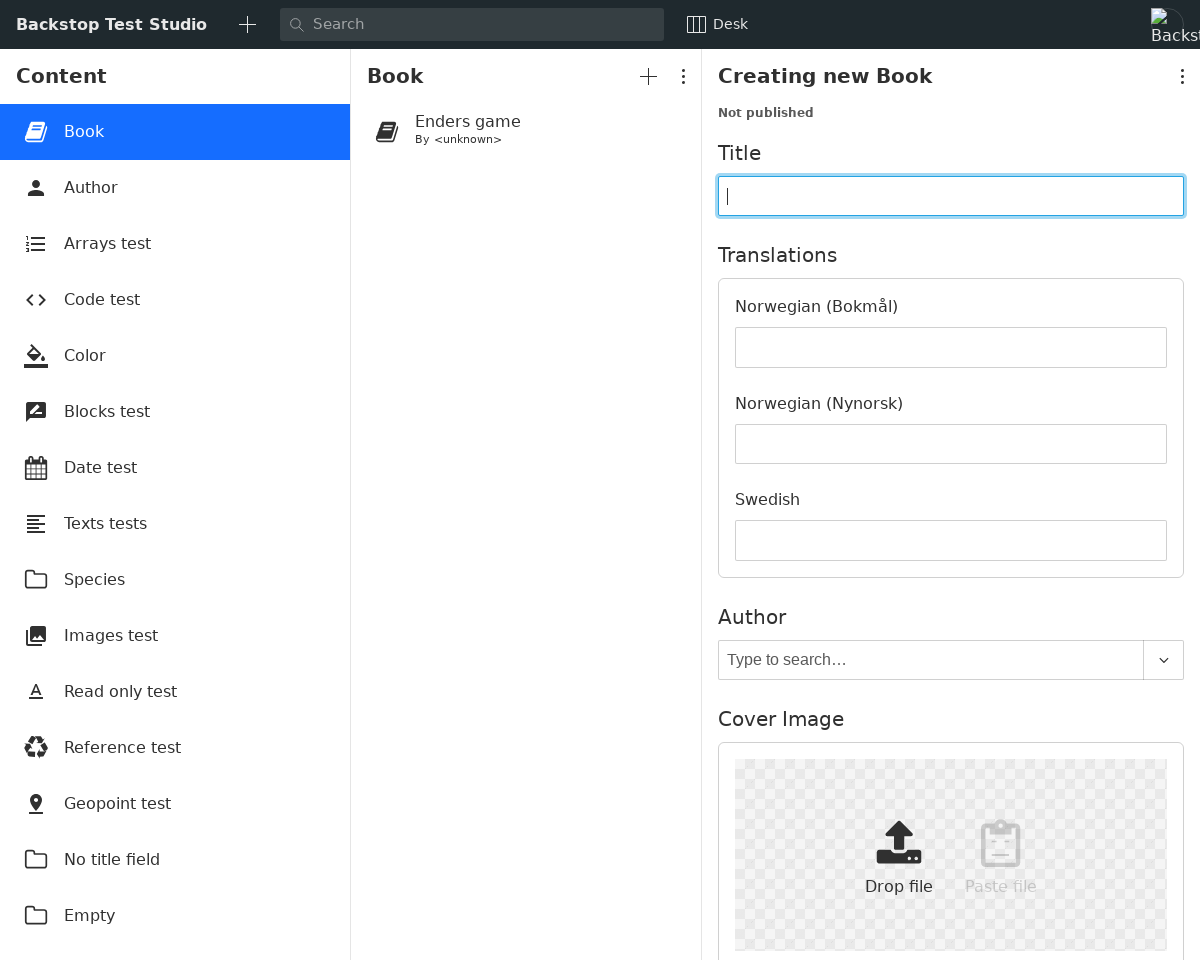 Backstop Test Studio
Search
Desk
Backst
Content
Book
Author
Arrays test
Code test
Color
Blocks test
Date test
Texts tests
Species
Images test
Read only test
Reference test
Geopoint test
No title field
Empty
Book
Enders game
By <unknown>
Creating new Book
Not published
Title
Translations
Norwegian (Bokmål)
Norwegian (Nynorsk)
Swedish
Author
Type to search…
Cover Image
Drop file
Paste file